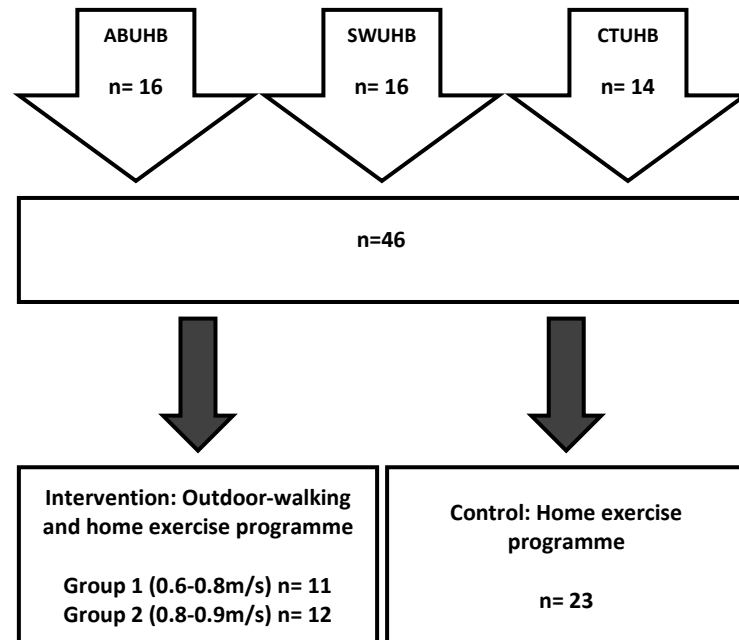 ABUHB
n= 16
SWUHB
n= 16
CTUHB
n= 14
n=46
Intervention: Outdoor-walking
and home exercise programme
Group 1 (0.6-0.8m/s) n= 11
Group 2 (0.8-0.9m/s) n= 12
Control: Home exercise
programme
n= 23